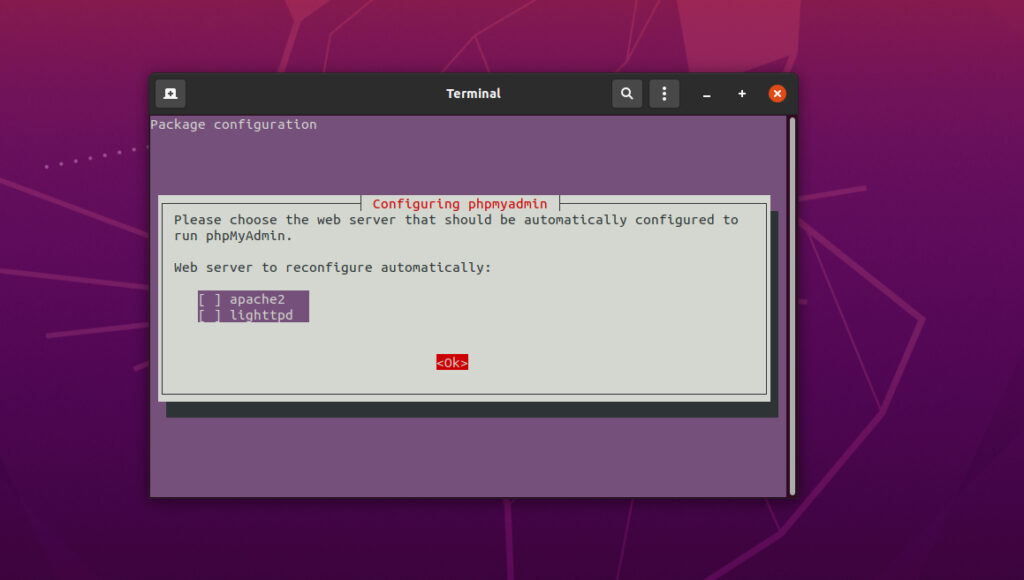 Terminal
Package configuration
Configuring phpmyadmin
Please choose the web server that should be automatically configured to
run phpMyAdmin.
Web server to reconfigure automatically:
[ ] apache2
[ ] lighttpd
<Ok>